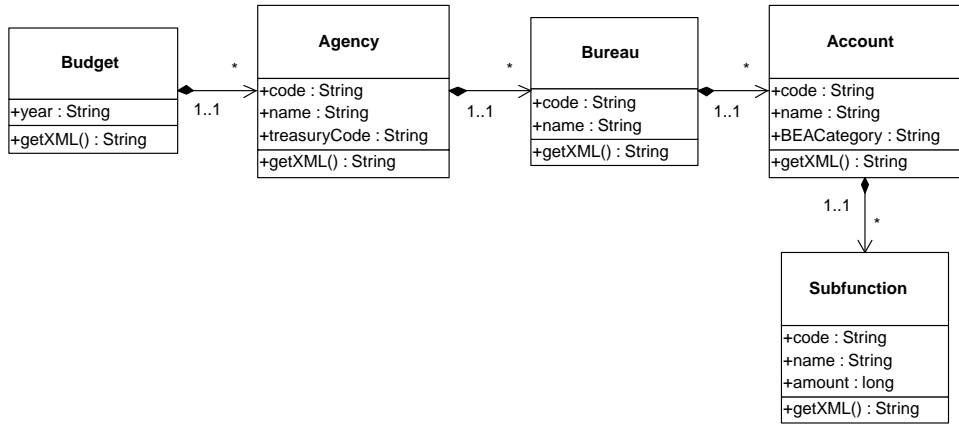 Budget
+year : String
+getXML() : String
1..1
*
Agency
+code : String
+name : String
+treasuryCode : String
+getXML() : String
1..1
*
Bureau
+code : String
+name : String
+getXML() : String
1..1
*
Account
+code : String
+name : String
+BEACategory : String
+getXML() : String
1..1
*
Subfunction
+code : String
+name : String
+amount : long
+getXML() : String